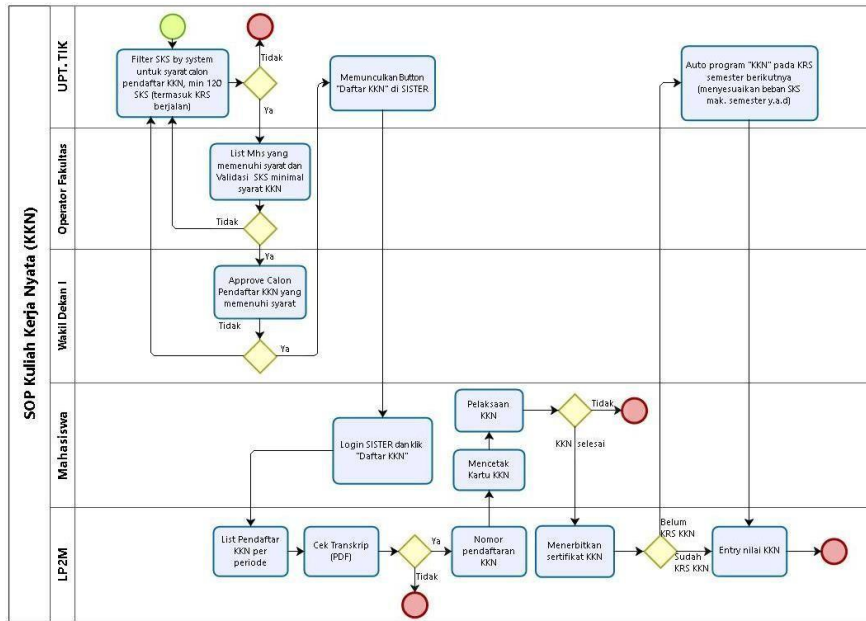 SOP Kuliah Kerja Nyata (KKN)
UPT. TIK
Filter SKS by system
untuk syarat calon
pendaftar KKN, min 120
SKS (termasuk KRS
berjalan)
Tidak
Ya
Memunculkan Button
"Daftar KKN" di SISTER
Auto program "KKN" pada KRS
semester berikutnya
(menyesuaikan beban SKS
mak. semester y.a.d)
Operator Fakultas
List Mhs yang
memenuhi syarat dan
Validasi SKS minimal
syarat KKN
Tidak
Ya
Wakil Dekan I
Approve Calon
Pendaftar KKN yang
memenuhi syarat
Tidak
Ya
Mahasiswa
Login SISTER dan klik
"Daftar KKN"
Pelaksaan
KKN
Mencetak
Kartu KKN
Tidak
KKN selesai
LP2M
List Pendaftar
KKN per
periode
Cek Transkrip
(PDF)
Ya
Tidak
Nomor
pendaftaran
KKN
Menerbitkan
sertifikat KKN
Belum
KRS KKN
Sudah
KRS KKN
Entry nilai KKN